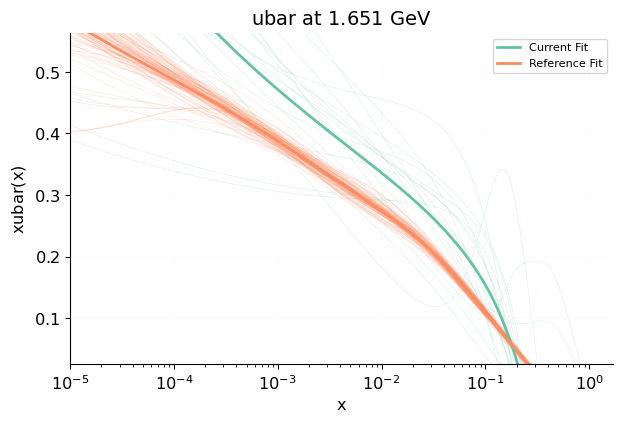 ubar at 1.651 GeV
Current Fit
Reference Fit
xubar(x)
0.5
0.4
0.3
0.2
0.1
10⁻⁵
10⁻⁴
10⁻³
10⁻²
10⁻¹
10⁰
x